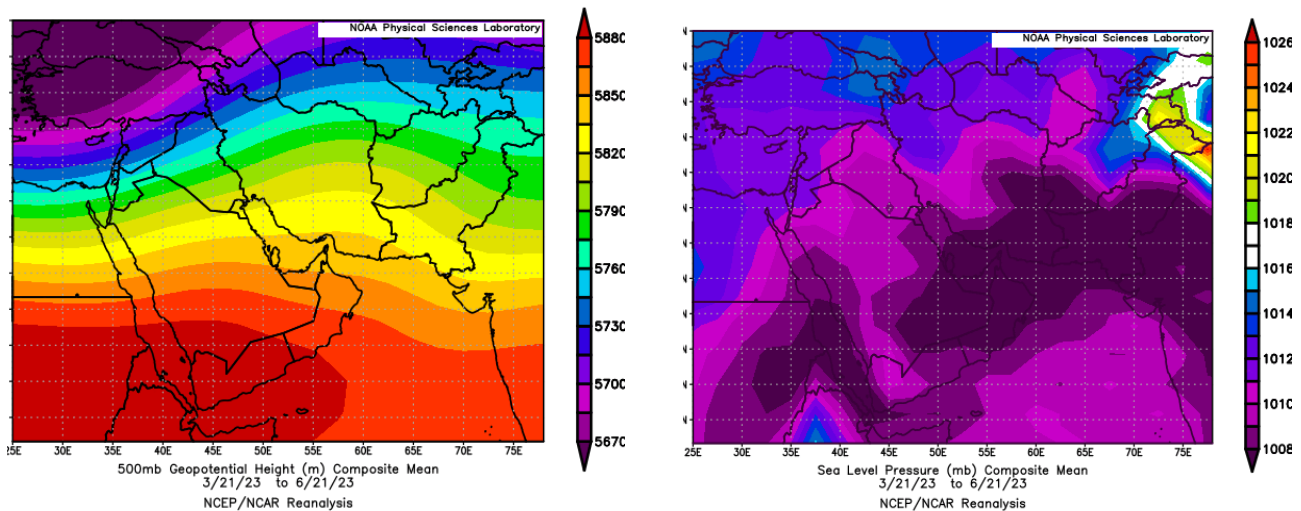 NOAA Physical Sciences Laboratory
5880
5850
5820
5790
5760
5730
5700
5670
25E 30E 35E 40E 45E 50E 55E 60E 65E 70E 75E
500mb Geopotential Height (m) Composite Mean
3/21/23 to 6/21/23
NCEP/NCAR Reanalysis
NOAA Physical Sciences Laboratory
N
N
N
N
N
N
N
N
N
N
N
1026
1024
1022
1020
1018
1016
1014
1012
1010
1008
25E 30E 35E 40E 45E 50E 55E 60E 65E 70E 75E
Sea Level Pressure (mb) Composite Mean
3/21/23 to 6/21/23
NCEP/NCAR Reanalysis